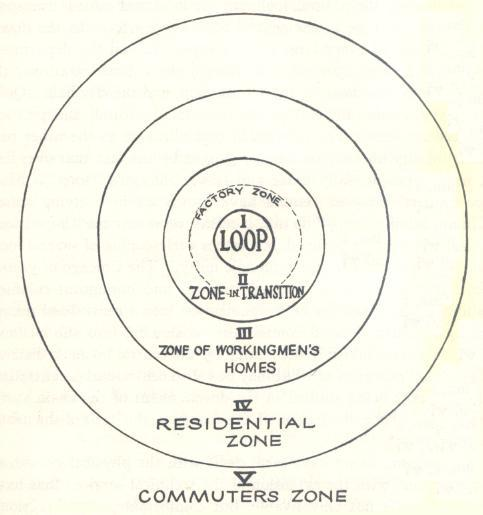 FACTORY ZONE
I
LOOP
II
ZONE IN TRANSITION
III
ZONE OF WORKINGMEN'S
HOMES
IV
RESIDENTIAL
ZONE
V
COMMUTERS ZONE